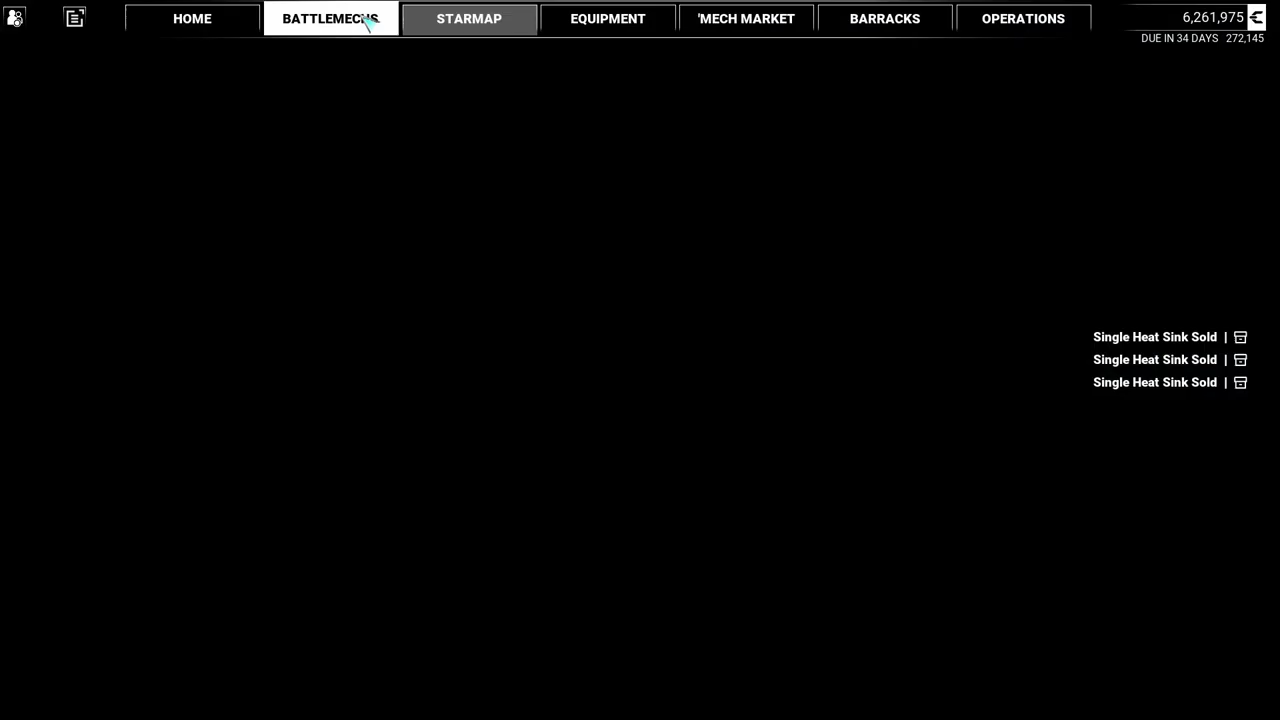 HOME
BATTLEMECHS
STARMAP
EQUIPMENT
'MECH MARKET
BARRACKS
OPERATIONS
6,261,975
DUE IN 34 DAYS 272,145
Single Heat Sink Sold |
Single Heat Sink Sold |
Single Heat Sink Sold |